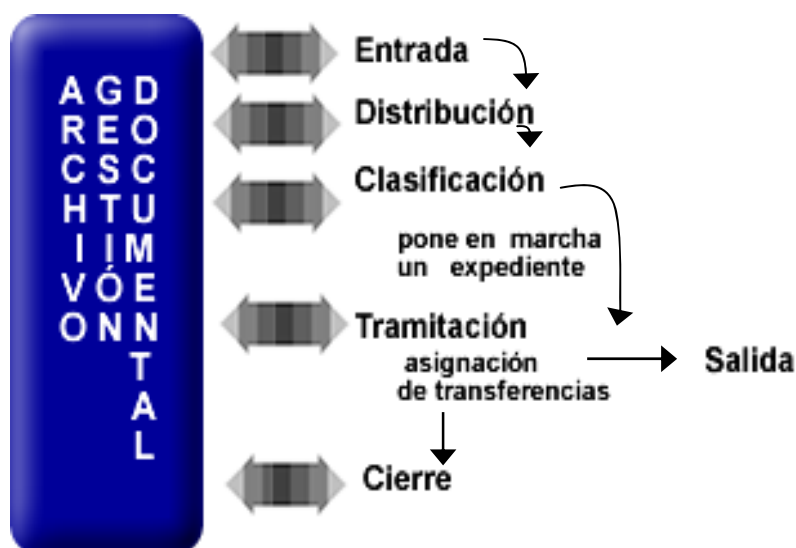 ARCHIVO
GESTIÓN
DOCUMENTAL
Entrada
Distribución
Clasificación
pone en marcha
un expediente
Tramitación
asignación
de transferencias
Salida
Cierre